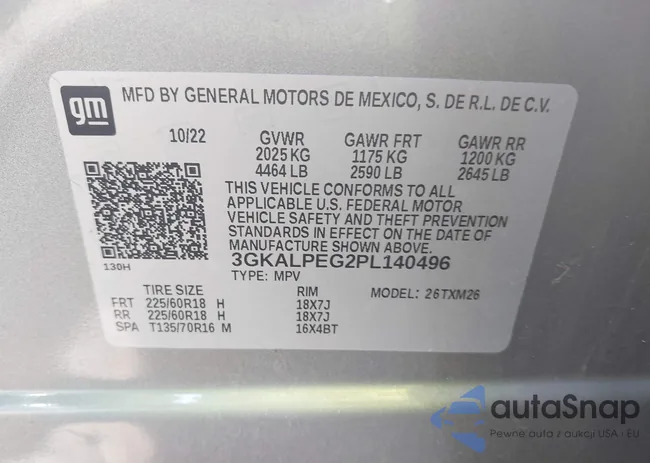 gm
MFD BY GENERAL MOTORS DE MEXICO, S. DE R.L. DE C.V.
10/22 GVWR GAWR FRT GAWR RR
2025 KG 1175 KG 1200 KG
4464 LB 2590 LB 2645 LB
THIS VEHICLE CONFORMS TO ALL
APPLICABLE U.S. FEDERAL MOTOR
VEHICLE SAFETY AND THEFT PREVENTION
STANDARDS IN EFFECT ON THE DATE OF
MANUFACTURE SHOWN ABOVE.
130H
3GKALPEG2PL140496
TYPE: MPV
TIRE SIZE RIM MODEL: 26TXM26
FRT 225/60R18 H 18X7J
RR 225/60R18 H 18X7J
SPA T135/70R16 M 16X4BT
autaSnap
Pewne auta z aukcji USA i EU